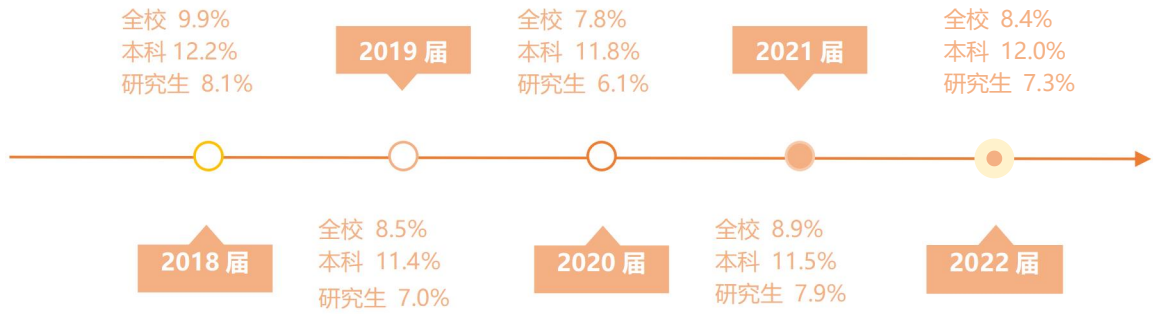 全校 9.9%
本科 12.2%
研究生 8.1%
2018 届
2019 届
全校 8.5%
本科 11.4%
研究生 7.0%
全校 7.8%
本科 11.8%
研究生 6.1%
2020 届
2021 届
全校 8.9%
本科 11.5%
研究生 7.9%
全校 8.4%
本科 12.0%
研究生 7.3%
2022 届